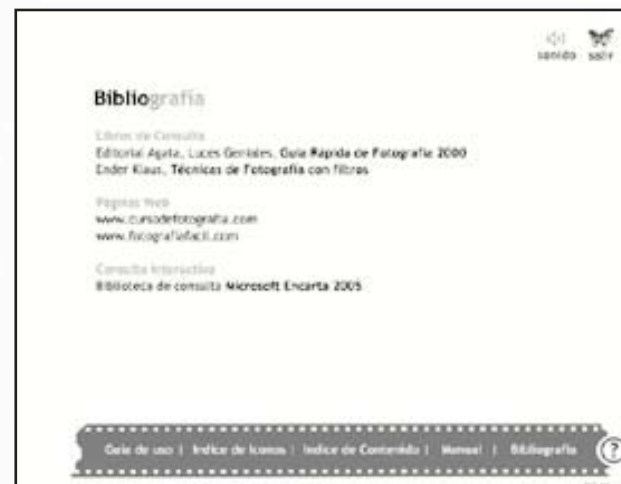 sonido salir
Bibliografía
Libros de Consulta
Editorial Agata, Luces Geniales, Guía Rápida de Fotografía 2000
Ender Klaus, Técnicas de Fotografía con filtros
Páginas Web
www.cursodefotografia.com
www.fotografiafacil.com
Consulta Interactiva
Biblioteca de consulta Microsoft Encarta 2005
Guía de uso | Indice de Iconos | Indice de Contenido | Manual | Bibliografía ?